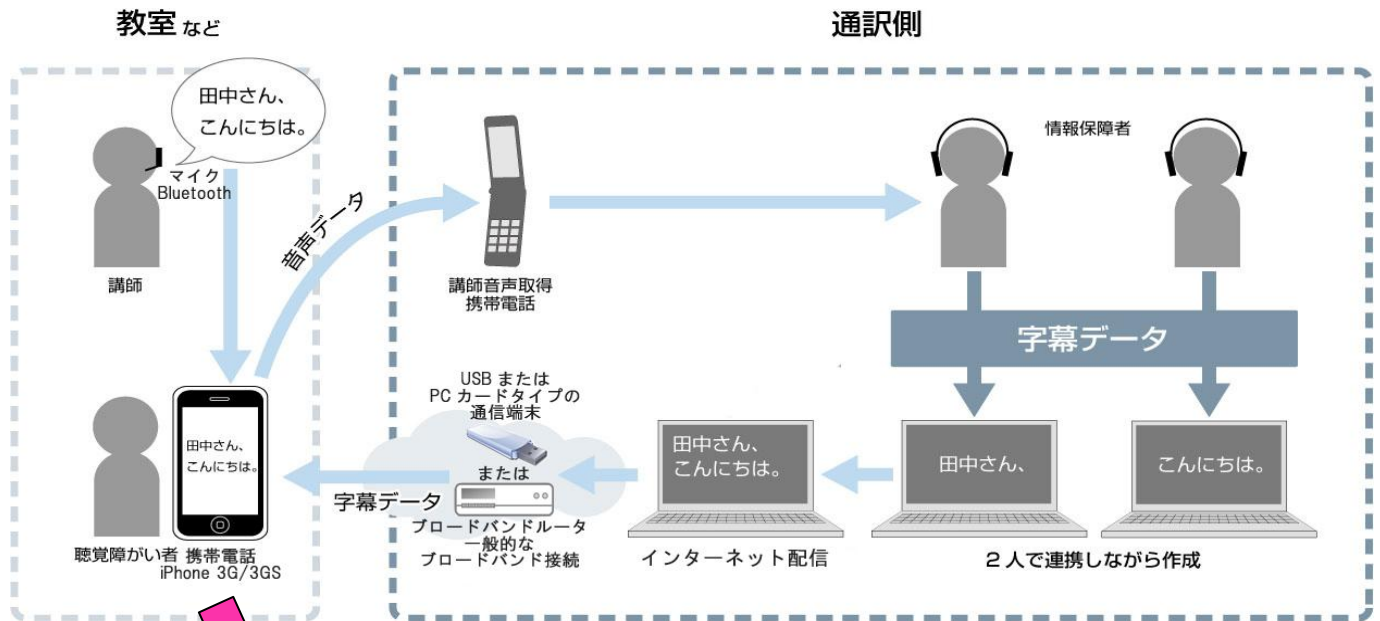 教室 など
通訳側
田中さん、
こんにちは。
マイク
Bluetooth
講師
音声データ
講師音声取得
携帯電話
情報保障者
字幕データ
田中さん、
こんにちは。
聴覚障がい者
携帯電話
iPhone 3G/3GS
字幕データ
USB または
PC カードタイプの
通信端末
または
ブロードバンドルータ
一般的な
ブロードバンド接続
田中さん、
こんにちは。
インターネット配信
田中さん、
こんにちは。
2人で連携しながら作成